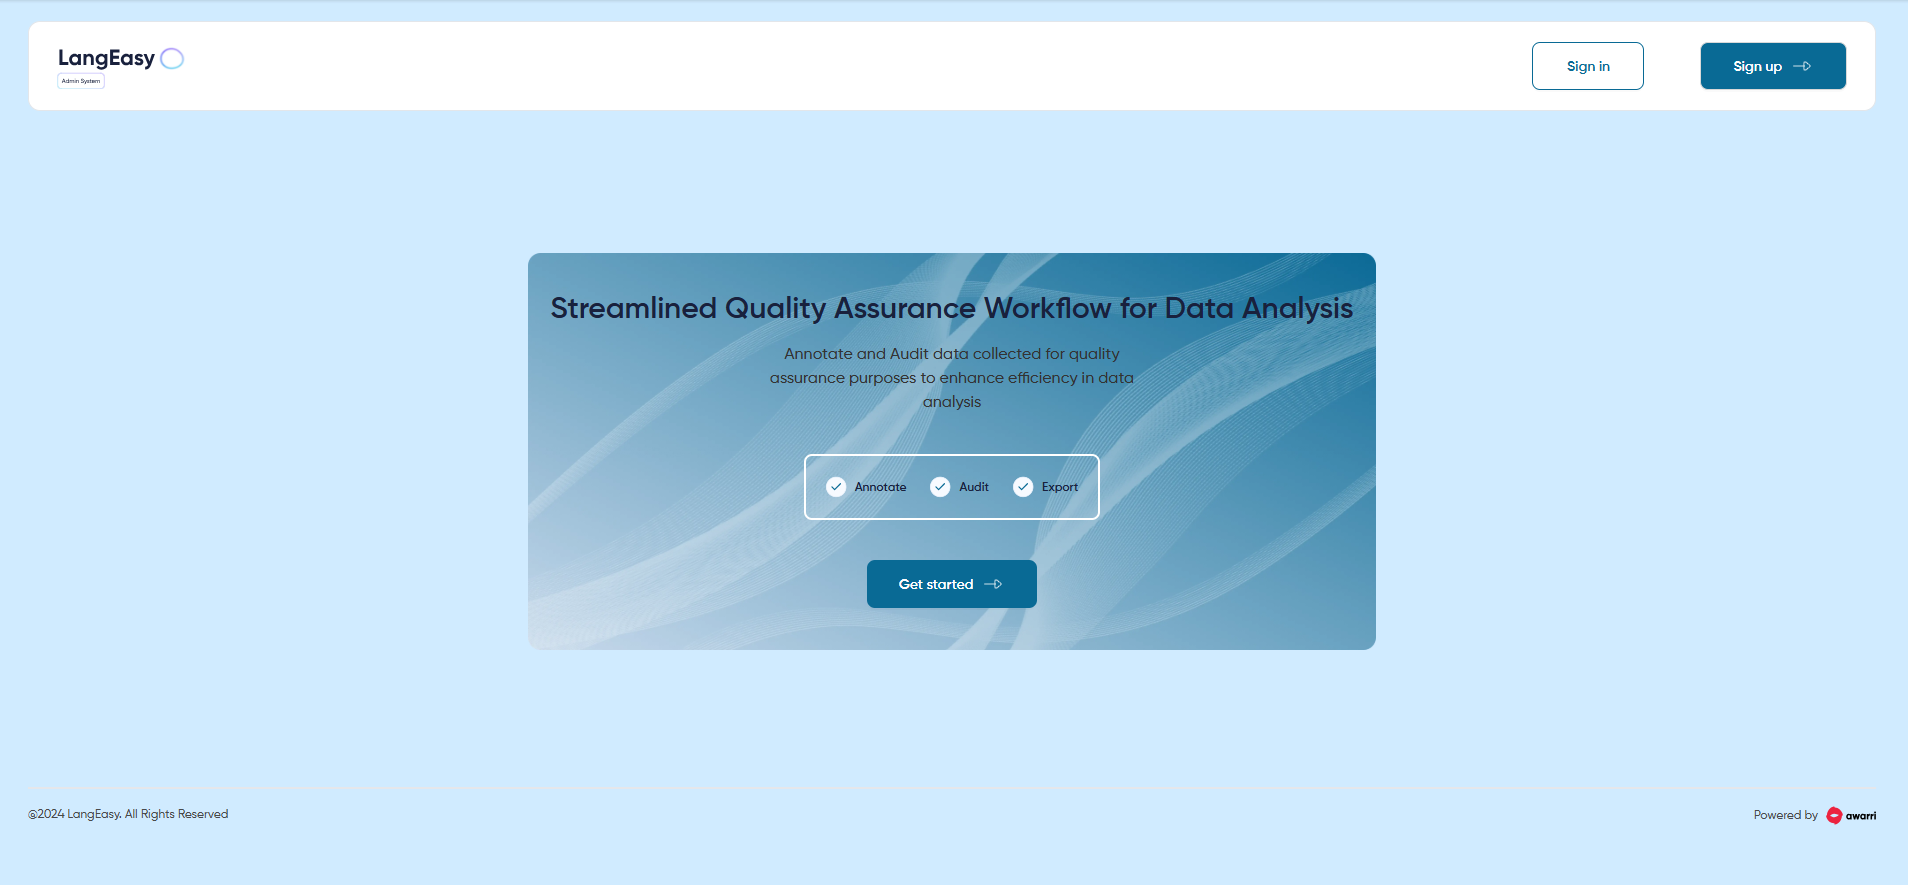 LangEasy
Admin System
Sign in
Sign up
Streamlined Quality Assurance Workflow for Data Analysis
Annotate and Audit data collected for quality
assurance purposes to enhance efficiency in data
analysis
Annotate
Audit
Export
Get started
©2024 LangEasy. All Rights Reserved
Powered by awarri